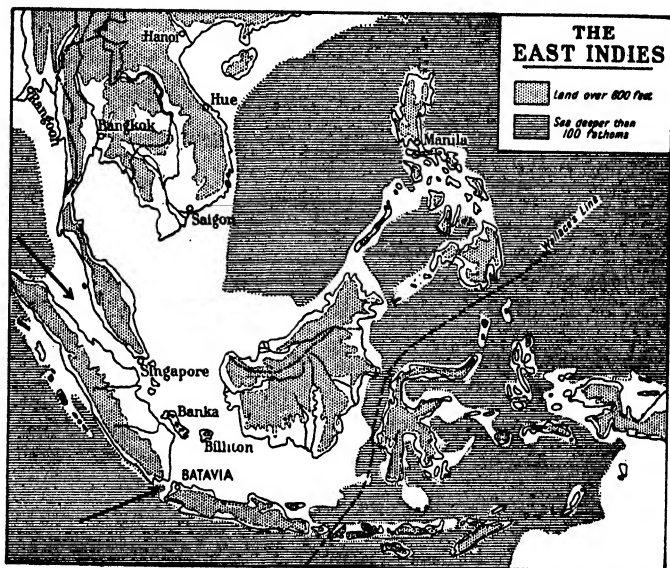 THE
EAST INDIES
Land over 600 feet.
Sea deeper than
100 fathoms
Hanoi
Rangoon
Hue
Bangkok
Manila
Saigon
Wallace Line
Singapore
Banka
Billiton
BATAVIA